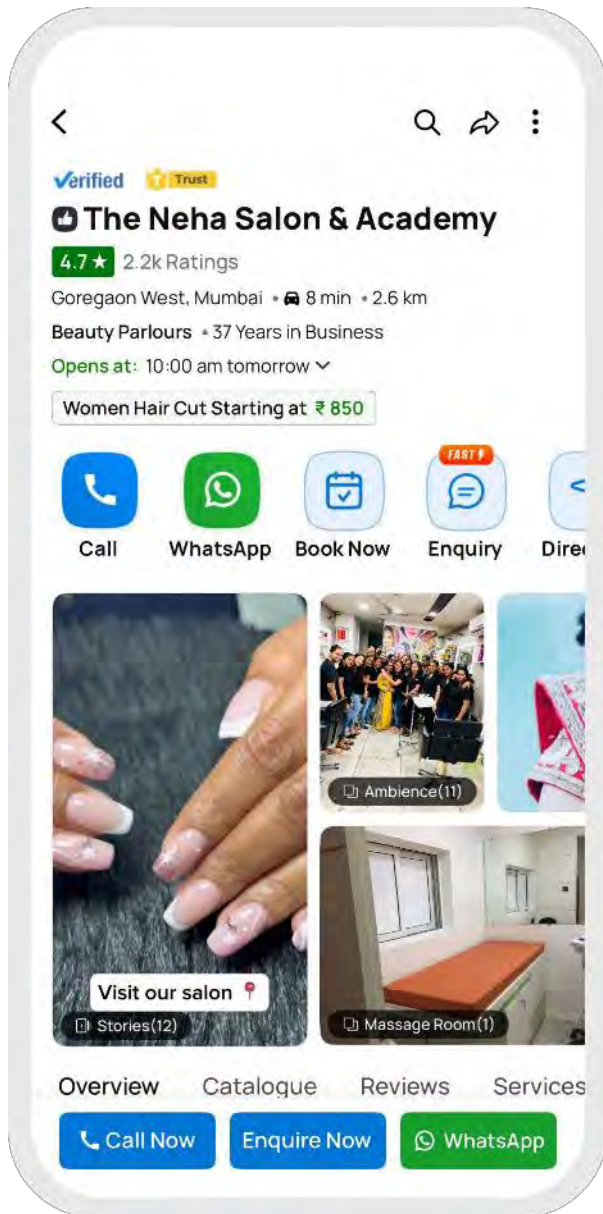 Verified Trust
The Neha Salon & Academy
4.7 ★ 2.2k Ratings
Goregaon West, Mumbai • 8 min • 2.6 km
Beauty Parlours • 37 Years in Business
Opens at: 10:00 am tomorrow
Women Hair Cut Starting at ₹ 850
FAST
Call WhatsApp Book Now Enquiry Direc
Ambience(11)
Visit our salon
Stories(12)
Massage Room(1)
Overview Catalogue Reviews Services
Call Now Enquire Now WhatsApp